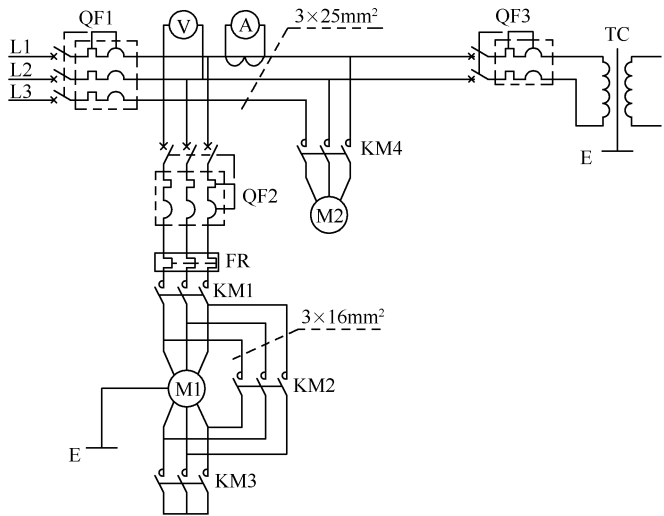 QF1
V
A
3×25mm²
QF3
TC
L1
L2
L3
E
KM4
M2
QF2
FR
KM1
3×16mm²
M1
KM2
E
KM3